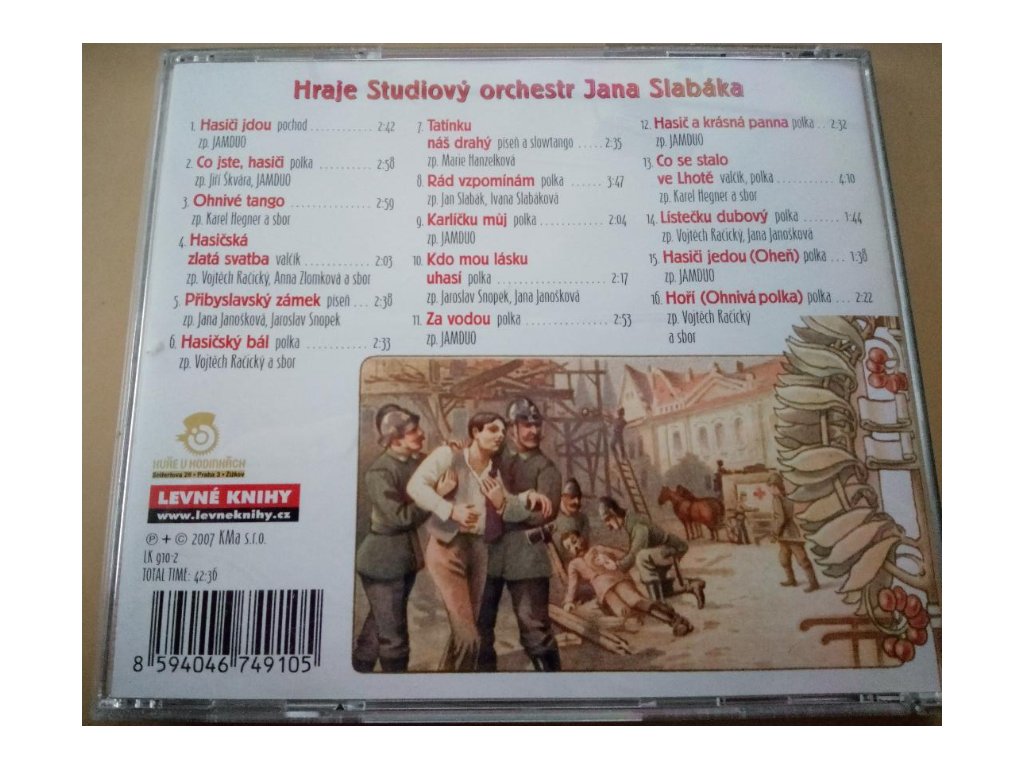 Hraje Studiový orchestr Jana Slabáka
1. Hasiči jdou pochod ............ 2:42
zp. JAMDUO
2. Co jste, hasiči polka ............ 2:58
zp. Jiří Škvára, JAMDUO
3. Ohnivé tango ................. 2:59
zp. Karel Hegner a sbor
4. Hasičská
zlatá svatba valčík ............ 2:03
zp. Vojtěch Račický, Anna Zlomková a sbor
5. Přibyslavský zámek píseň ... 2:38
zp. Jana Janošková, Jaroslav Snopek
6. Hasičský bál polka ............ 2:33
zp. Vojtěch Račický a sbor
7. Tatínku
náš drahý píseň a slowtango ..... 2:35
zp. Marie Hanzelková
8. Rád vzpomínám polka ...... 3:47
zp. Jan Slabák, Ivana Slabáková
9. Karlíčku můj polka ............ 2:04
zp. JAMDUO
10. Kdo mou lásku
uhasí polka ..................... 2:17
zp. Jaroslav Snopek, Jana Janošková
11. Za vodou polka ............... 2:53
zp. JAMDUO
12. Hasič a krásná panna polka .. 2:32
zp. JAMDUO
13. Co se stalo
ve Lhotě valčík, polka ............ 4:10
zp. Karel Hegner a sbor
14. Lístečku dubový polka ....... 1:44
zp. Vojtěch Račický, Jana Janošková
15. Hasiči jedou (Oheň) polka ... 1:38
zp. JAMDUO
16. Hoří (Ohnivá polka) polka ... 2:22
zp. Vojtěch Račický
a sbor
KUŘE V HODINKÁCH
Seifertova 26 • Praha 3 • Žižkov
LEVNÉ KNIHY
www.levneknihy.cz
℗ + © 2007 KMa s.r.o.
LK 910-2
TOTAL TIME: 42:36
8 594046 749105